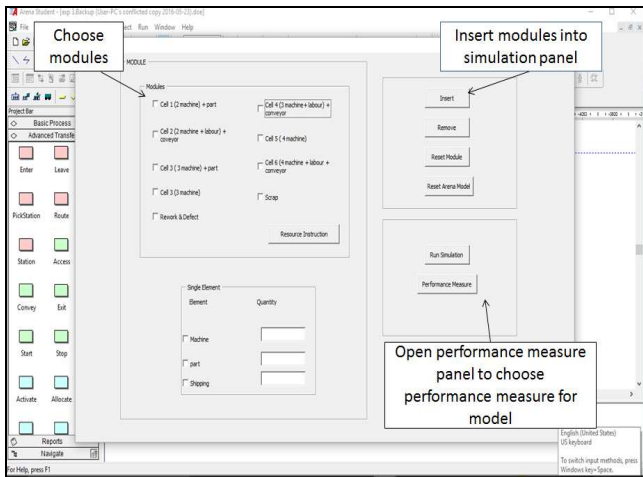 Arena Student - [esp 3.Backup (User-PC's conflicted copy 2018-05-23).doe]
File
ect Run Window Help
Choose
modules
Insert modules into
simulation panel
MODULE
Modules
Cell 1 (2 machine) + part
Cell 4 (3 machine+labour) +
conveyor
Cell 2 (2 machine + labour) +
coveyor
Cell 5 ( 4 machine)
Cell 3 ( 3 machine) + part
Cell 6 (4 machine + labour +
conveyor
Cell 3 (3 machine)
Scrap
Rework & Defect
Resource Instruction
Insert
Remove
Reset Module
Reset Arena Model
Run Simulation
Performance Measure
Single Element
Element
Quantity
Machine
part
Shipping
Open performance measure
panel to choose
performance measure for
model
Project Bar
Basic Process
Advanced Transfe
Enter
Leave
PickStation
Route
Station
Access
Convey
Exit
Start
Stop
Activate
Allocate
Reports
Navigate
For Help, press F1
English (United States)
US keyboard
To switch input methods, press
Windows key+Space.